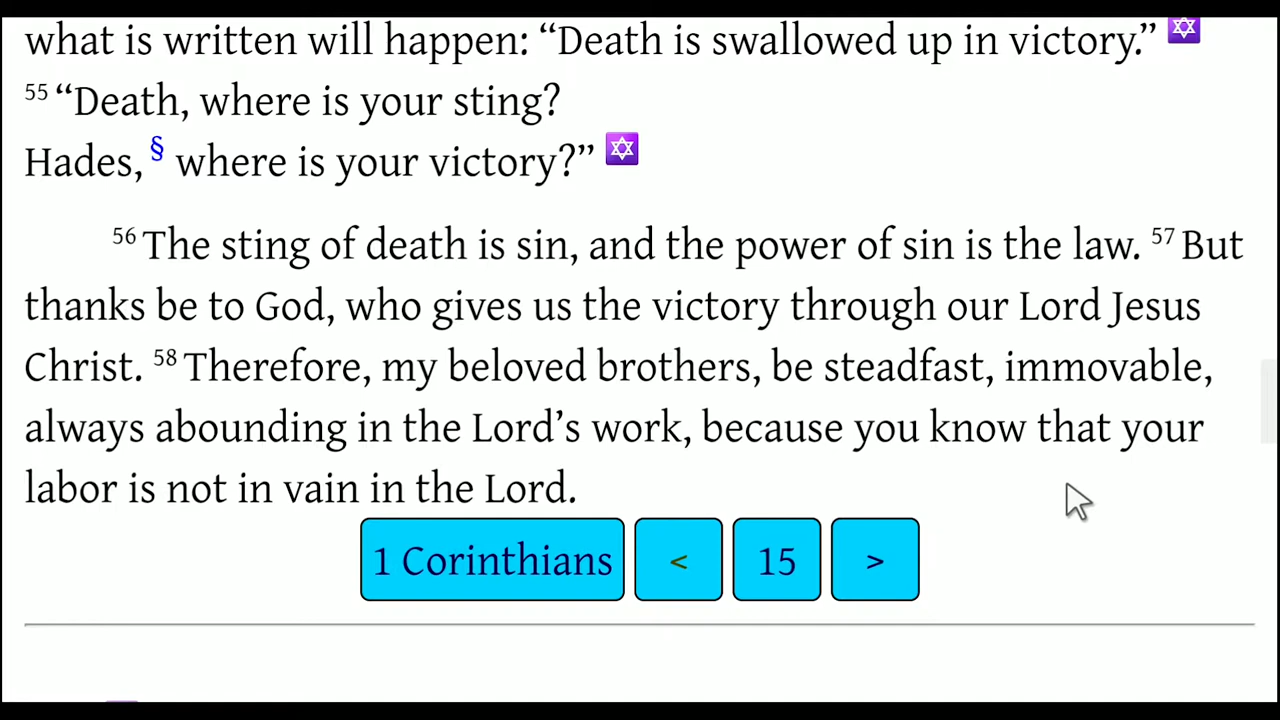 what is written will happen: “Death is swallowed up in victory.” ✡
55 “Death, where is your sting?
Hades, § where is your victory?” ✡
56 The sting of death is sin, and the power of sin is the law. 57 But
thanks be to God, who gives us the victory through our Lord Jesus
Christ. 58 Therefore, my beloved brothers, be steadfast, immovable,
always abounding in the Lord’s work, because you know that your
labor is not in vain in the Lord.
1 Corinthians < 15 >